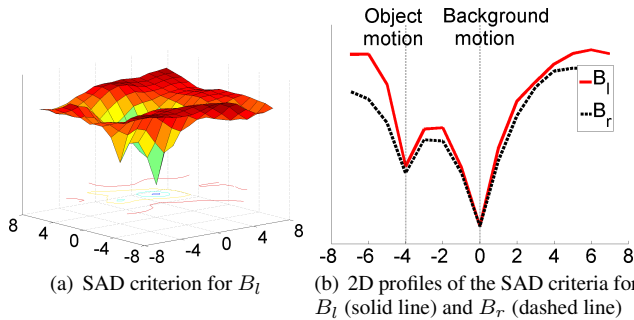 Object motion
Background motion
B_l
B_r
8
4
0
-4
-8
-8
-4
0
4
8
-8
-6
-4
-2
0
2
4
6
8
(a) SAD criterion for B_l
(b) 2D profiles of the SAD criteria for
B_l (solid line) and B_r (dashed line)